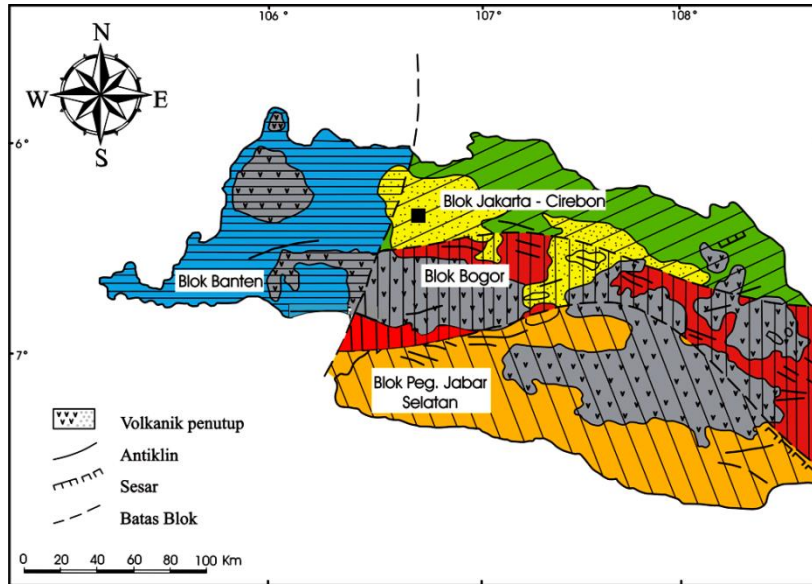 106°
107°
108°
N
W E
S
6°
Blok Jakarta - Cirebon
Blok Banten
Blok Bogor
7°
Blok Peg. Jabar
Selatan
Volkanik penutup
Antiklin
Sesar
Batas Blok
0 20 40 60 80 100 Km